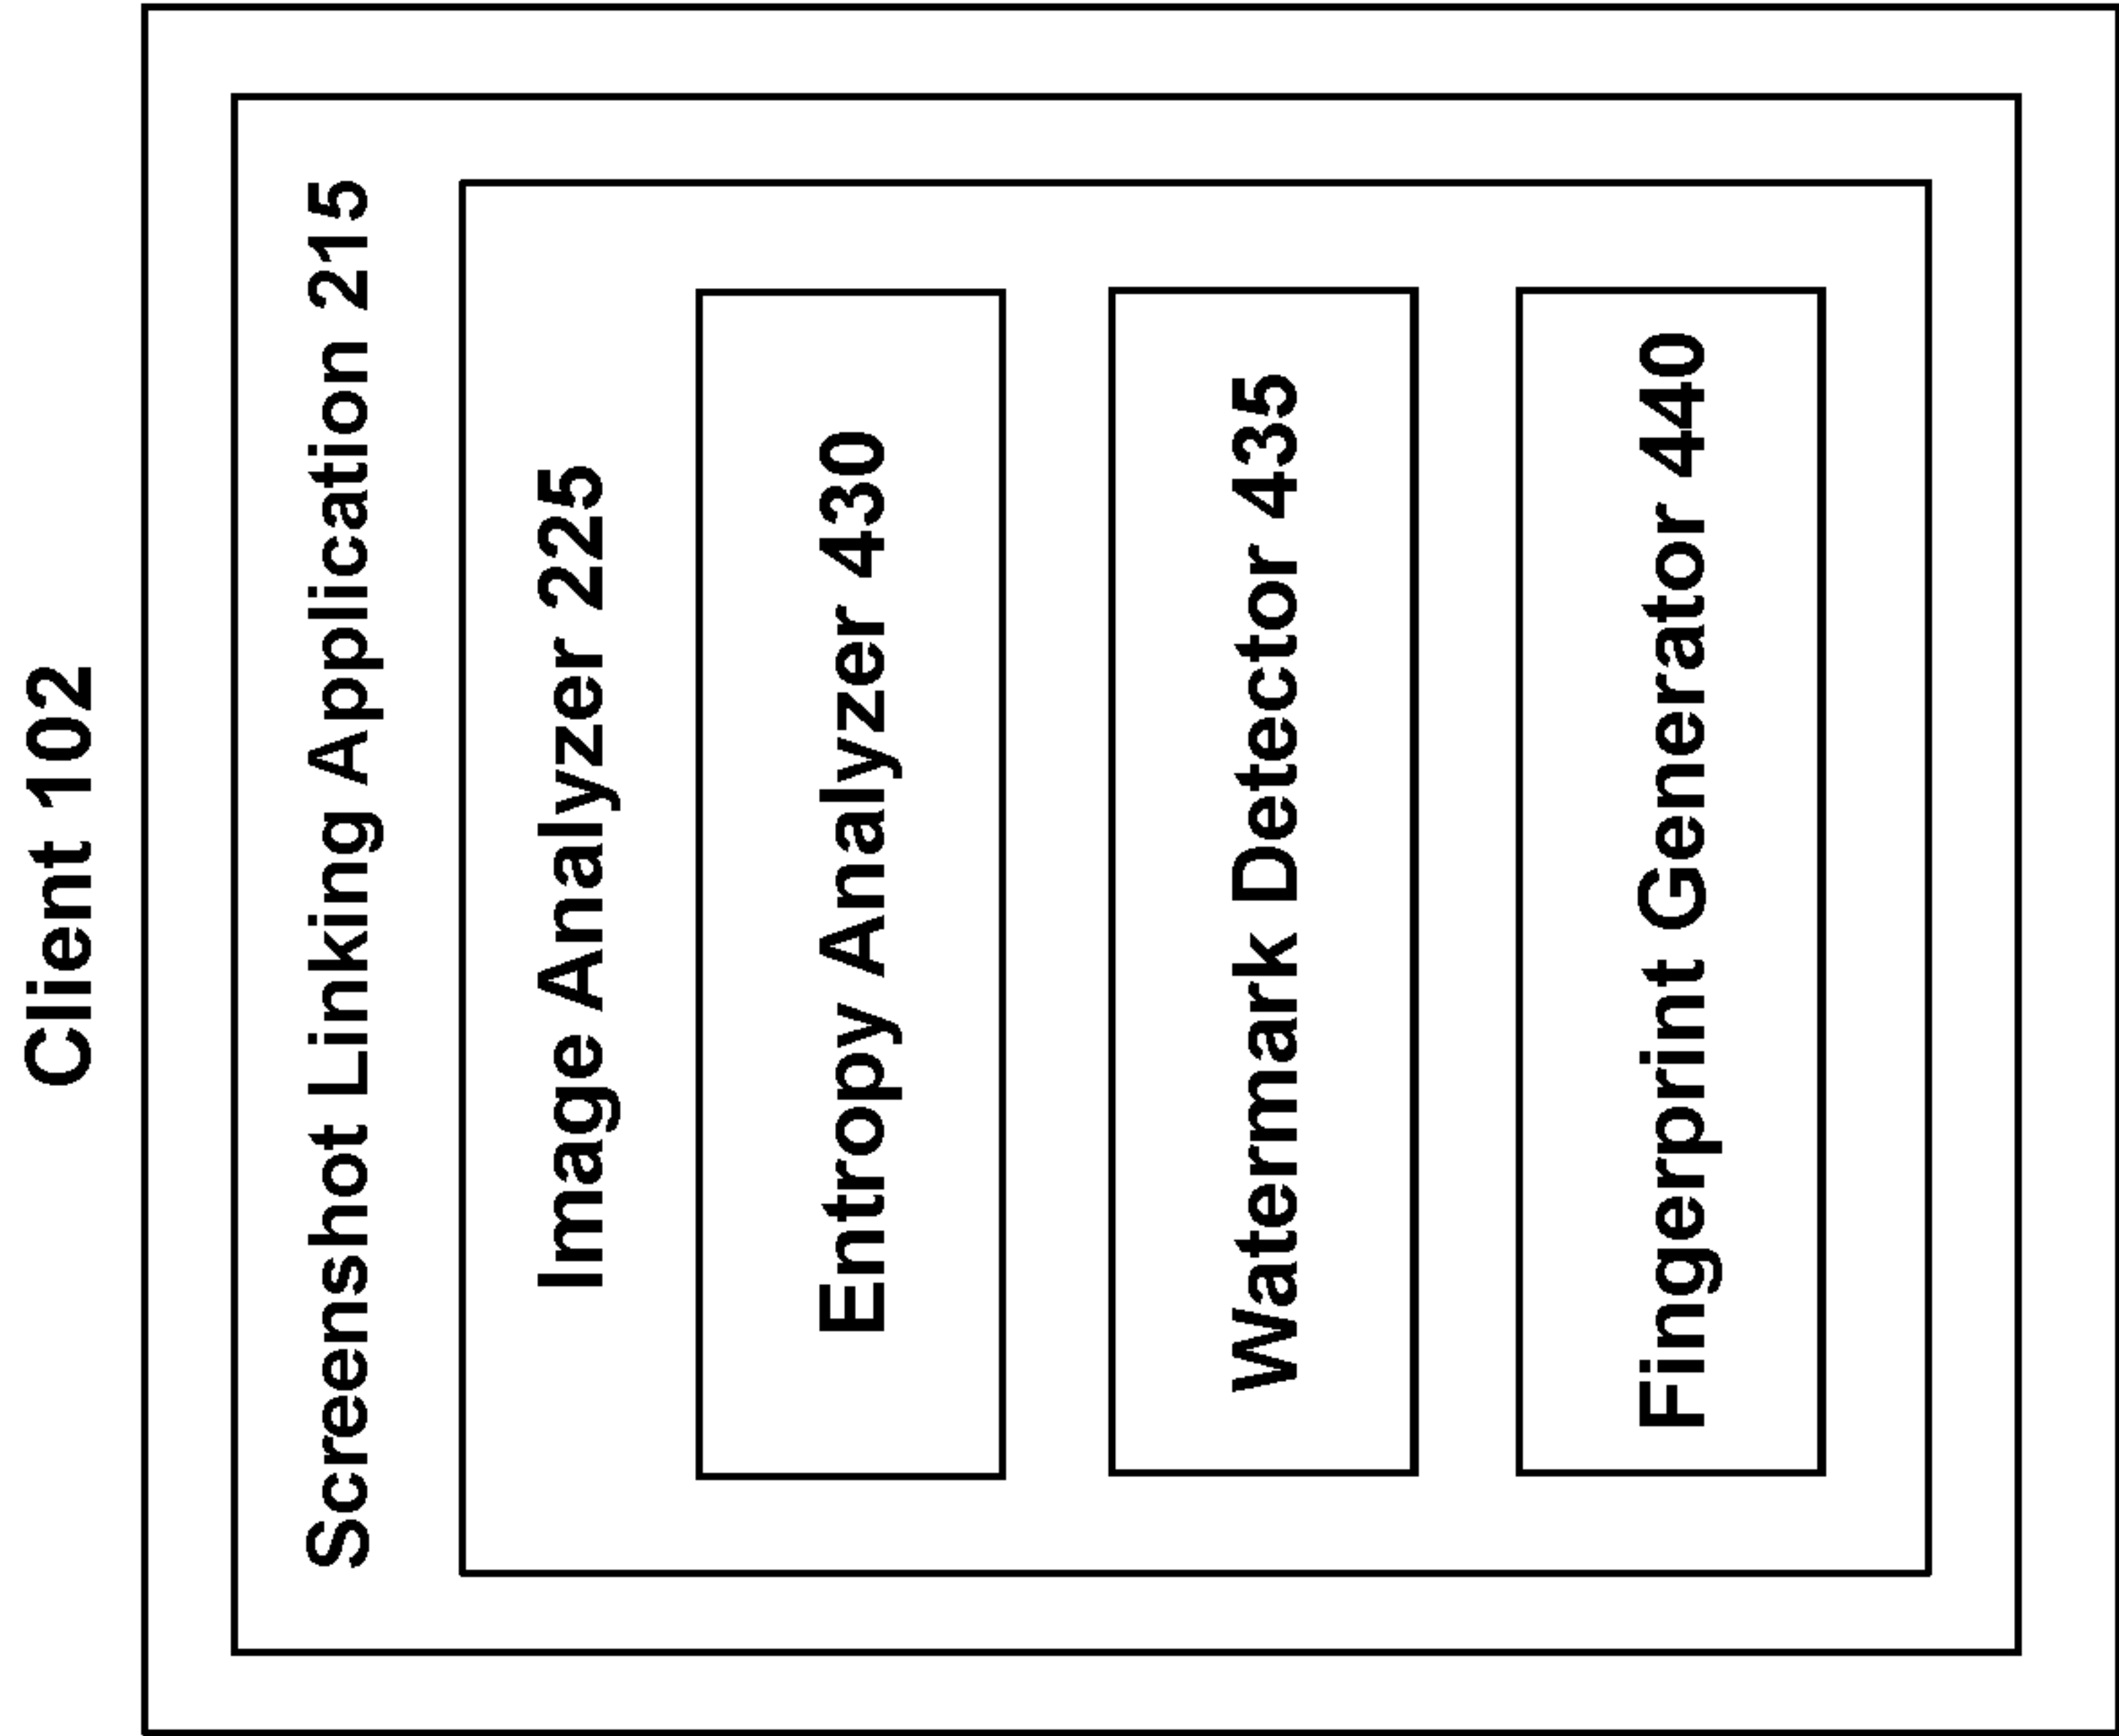 Client 102
Screenshot Linking Application 215
Image Analyzer 225
Entropy Analyzer 430
Watermark Detector 435
Fingerprint Generator 440